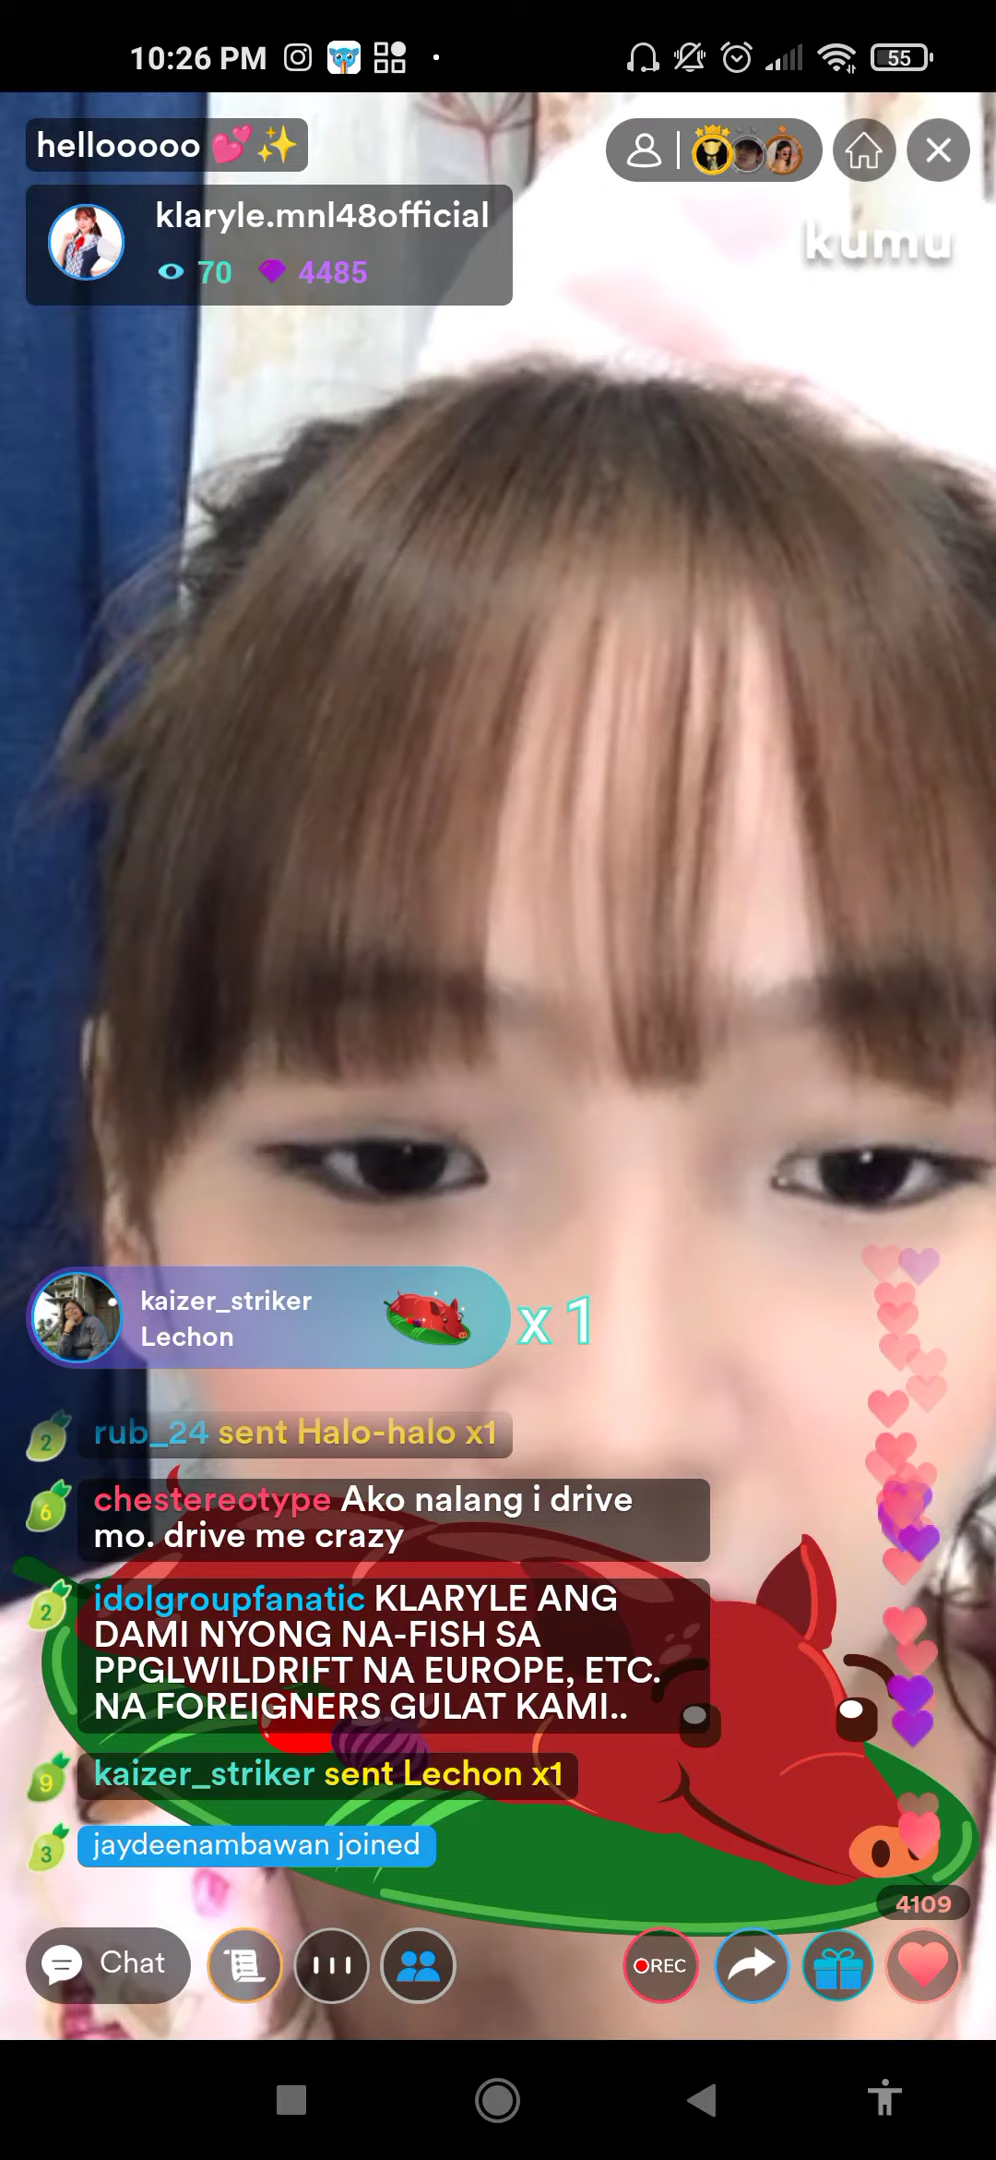 10:26 PM
55
hellooooo 💕✨
klaryle.mnl48official
70 4485
kumu
kaizer_striker
Lechon
x 1
2 rub_24 sent Halo-halo x1
6 chestereotype Ako nalang i drive
mo. drive me crazy
2 idolgroupfanatic KLARYLE ANG
DAMI NYONG NA-FISH SA
PPGLWILDRIFT NA EUROPE, ETC.
NA FOREIGNERS GULAT KAMI..
9 kaizer_striker sent Lechon x1
3 jaydeenambawan joined
4109
Chat
REC